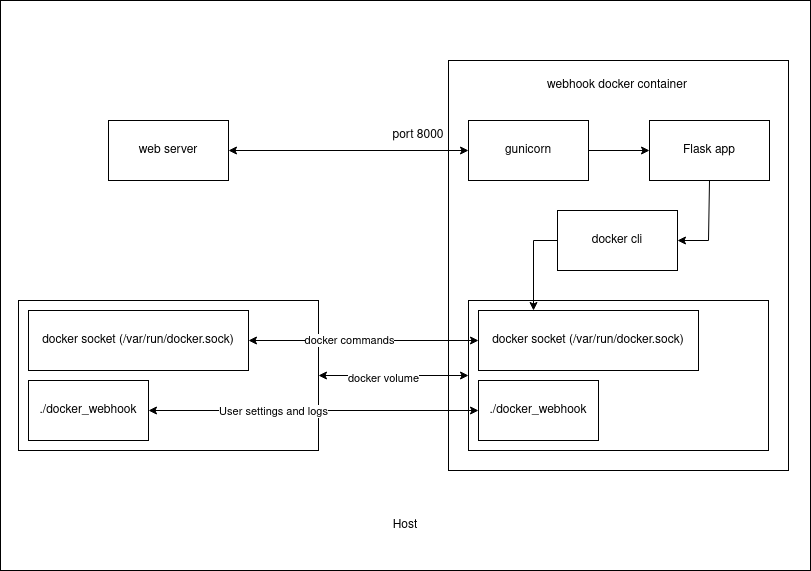 webhook docker container
port 8000
web server
gunicorn
Flask app
docker cli
docker socket (/var/run/docker.sock)
docker commands
docker socket (/var/run/docker.sock)
docker volume
./docker_webhook
User settings and logs
./docker_webhook
Host